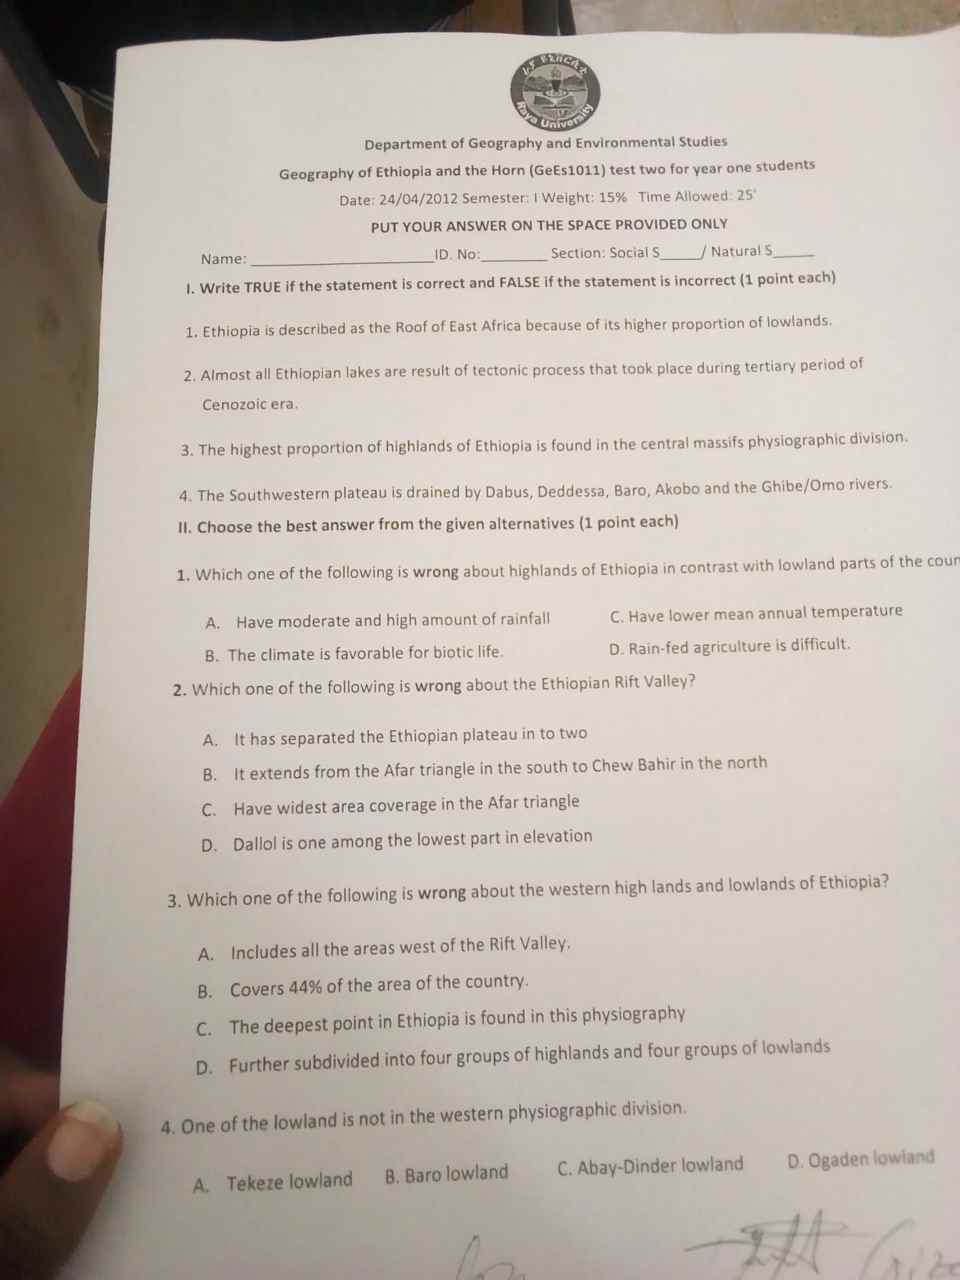 ራያ ዩኒቨርሲቲ
Raya University
Department of Geography and Environmental Studies
Geography of Ethiopia and the Horn (GeEs1011) test two for year one students
Date: 24/04/2012 Semester: I Weight: 15% Time Allowed: 25'
PUT YOUR ANSWER ON THE SPACE PROVIDED ONLY
Name: ____________________ID. No:________ Section: Social S_____/ Natural S_____
I. Write TRUE if the statement is correct and FALSE if the statement is incorrect (1 point each)
1. Ethiopia is described as the Roof of East Africa because of its higher proportion of lowlands.
2. Almost all Ethiopian lakes are result of tectonic process that took place during tertiary period of
Cenozoic era.
3. The highest proportion of highlands of Ethiopia is found in the central massifs physiographic division.
4. The Southwestern plateau is drained by Dabus, Deddessa, Baro, Akobo and the Ghibe/Omo rivers.
II. Choose the best answer from the given alternatives (1 point each)
1. Which one of the following is wrong about highlands of Ethiopia in contrast with lowland parts of the coun
A. Have moderate and high amount of rainfall C. Have lower mean annual temperature
B. The climate is favorable for biotic life. D. Rain-fed agriculture is difficult.
2. Which one of the following is wrong about the Ethiopian Rift Valley?
A. It has separated the Ethiopian plateau in to two
B. It extends from the Afar triangle in the south to Chew Bahir in the north
C. Have widest area coverage in the Afar triangle
D. Dallol is one among the lowest part in elevation
3. Which one of the following is wrong about the western high lands and lowlands of Ethiopia?
A. Includes all the areas west of the Rift Valley.
B. Covers 44% of the area of the country.
C. The deepest point in Ethiopia is found in this physiography
D. Further subdivided into four groups of highlands and four groups of lowlands
4. One of the lowland is not in the western physiographic division.
A. Tekeze lowland B. Baro lowland C. Abay-Dinder lowland D. Ogaden lowland